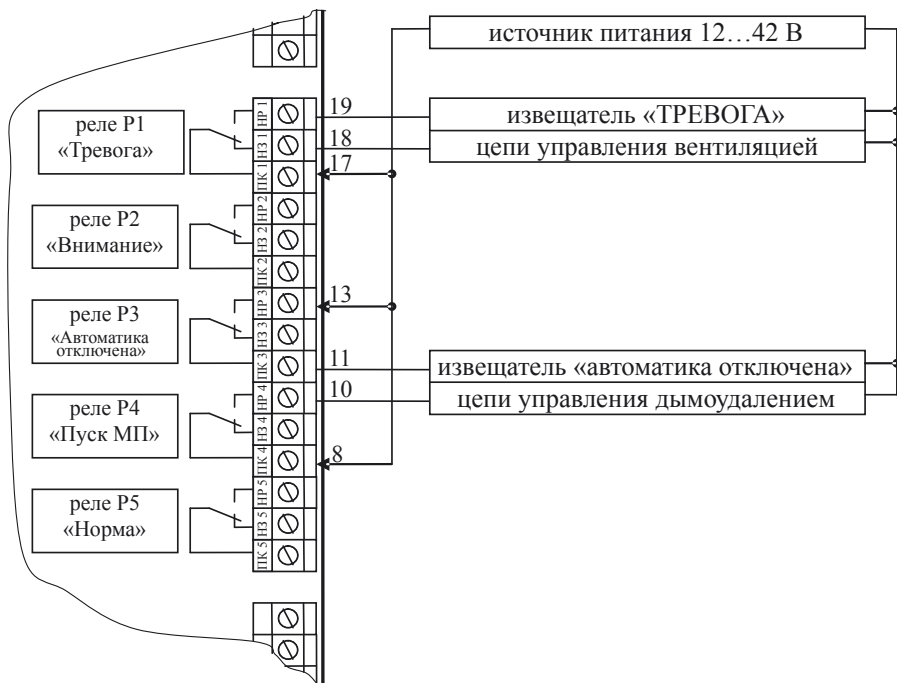 источник питания 12…42 В
реле Р1
«Тревога»
НР 1
19
извещатель «ТРЕВОГА»
НЗ 1
18
цепи управления вентиляцией
ПК 1
17
реле Р2
«Внимание»
НР 2
НЗ 2
ПК 2
реле Р3
«Автоматика
отключена»
НР 3
13
НЗ 3
ПК 3
11
извещатель «автоматика отключена»
реле Р4
«Пуск МП»
НР 4
10
цепи управления дымоудалением
НЗ 4
ПК 4
8
реле Р5
«Норма»
НР 5
НЗ 5
ПК 5